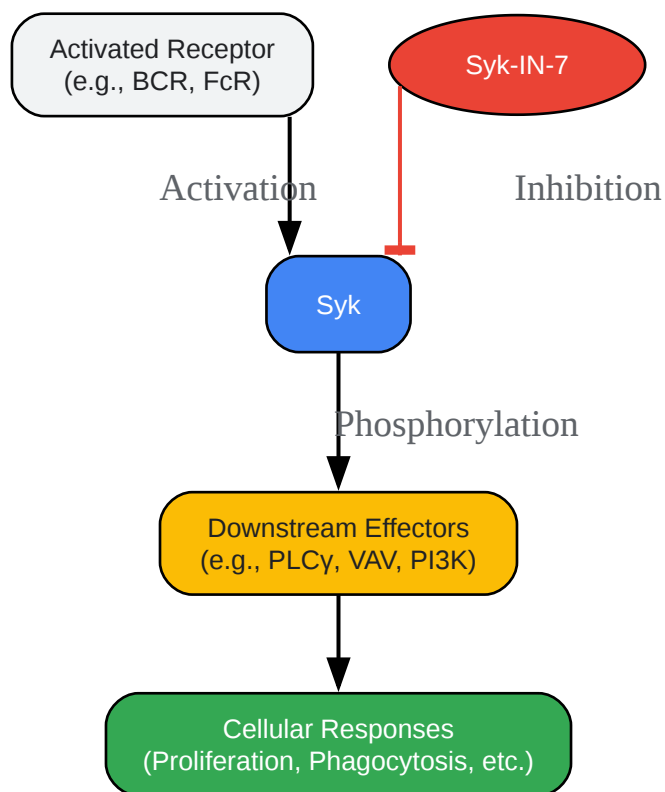 Activated Receptor
(e.g., BCR, FcR)
Syk-IN-7
Activation
Inhibition
Syk
Phosphorylation
Downstream Effectors
(e.g., PLCγ, VAV, PI3K)
Cellular Responses
(Proliferation, Phagocytosis, etc.)